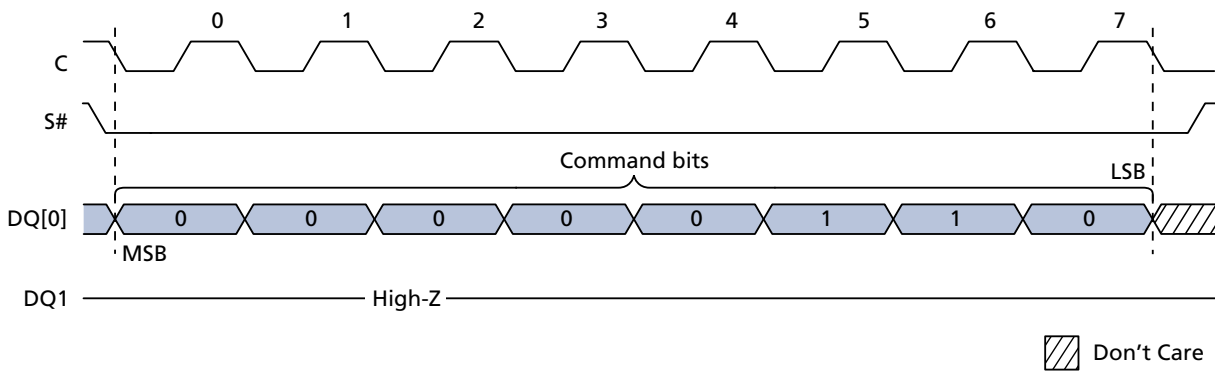 0 1 2 3 4 5 6 7
C
S#
Command bits
LSB
DQ[0] 0 0 0 0 0 1 1 0
MSB
DQ1 High-Z
Don't Care